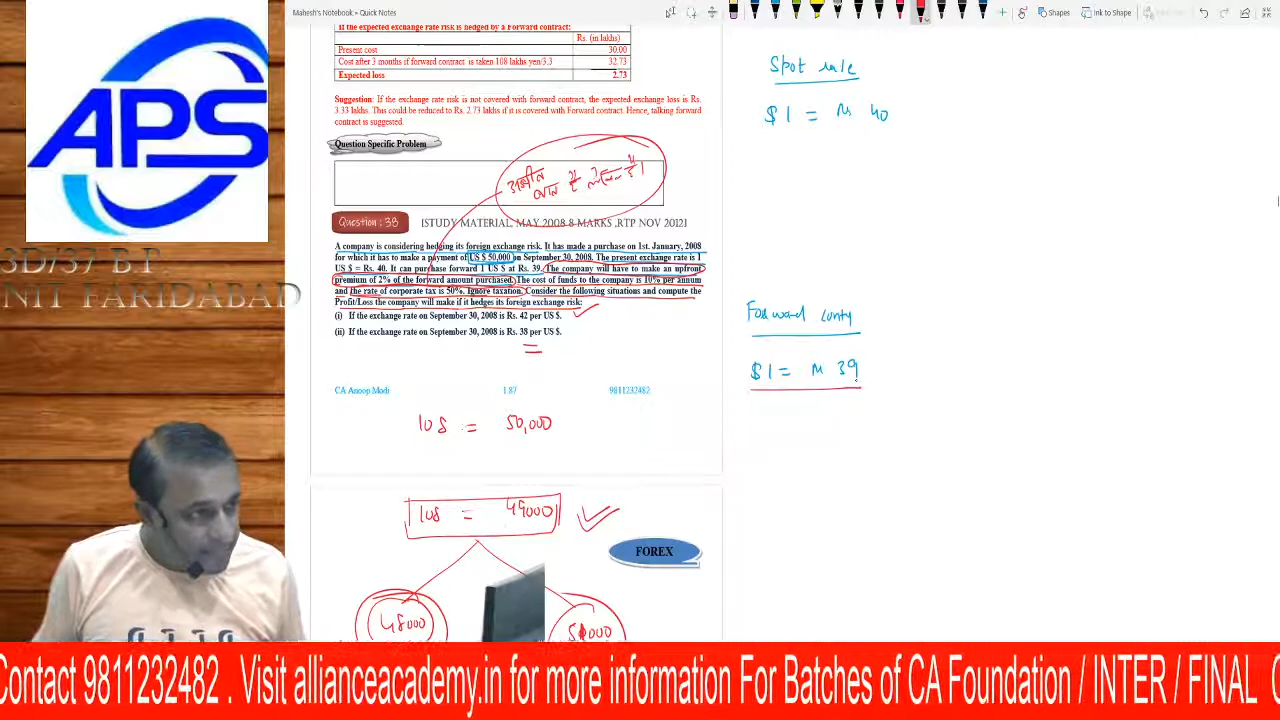 Mahesh's Notebook » Quick Notes
Shapes
Ink to Shape
APS
3D/37 B.P.
NIT FARIDABAD
If the expected exchange rate risk is hedged by a Forward contract:
Rs. (in lakhs)
Present cost 30.00
Cost after 3 months if forward contract is taken 108 lakhs yen/3.3 32.73
Expected loss 2.73
Suggestion: If the exchange rate risk is not covered with forward contract, the expected exchange loss is Rs.
3.33 lakhs. This could be reduced to Rs. 2.73 lakhs if it is covered with Forward contract. Hence, talking forward
contract is suggested.
Question Specific Problem
Question : 38 [STUDY MATERIAL, MAY 2008 8 MARKS ,RTP NOV 2012]
A company is considering hedging its foreign exchange risk. It has made a purchase on 1st. January, 2008
for which it has to make a payment of US $ 50,000 on September 30, 2008. The present exchange rate is 1
US $ = Rs. 40. It can purchase forward 1 US $ at Rs. 39. The company will have to make an upfront
premium of 2% of the forward amount purchased. The cost of funds to the company is 10% per annum
and the rate of corporate tax is 50%. Ignore taxation. Consider the following situations and compute the
Profit/Loss the company will make if it hedges its foreign exchange risk:
(i) If the exchange rate on September 30, 2008 is Rs. 42 per US $.
(ii) If the exchange rate on September 30, 2008 is Rs. 38 per US $.
CA Anoop Modi 1.87 9811232482
108 = 50,000
108 = 49000
FOREX
48000
Spot rate
$1 = Rs 40
Forward
$1 = Rs 39
Contact 9811232482 . Visit allianceacademy.in for more information For Batches of CA Foundation / INTER / FINAL